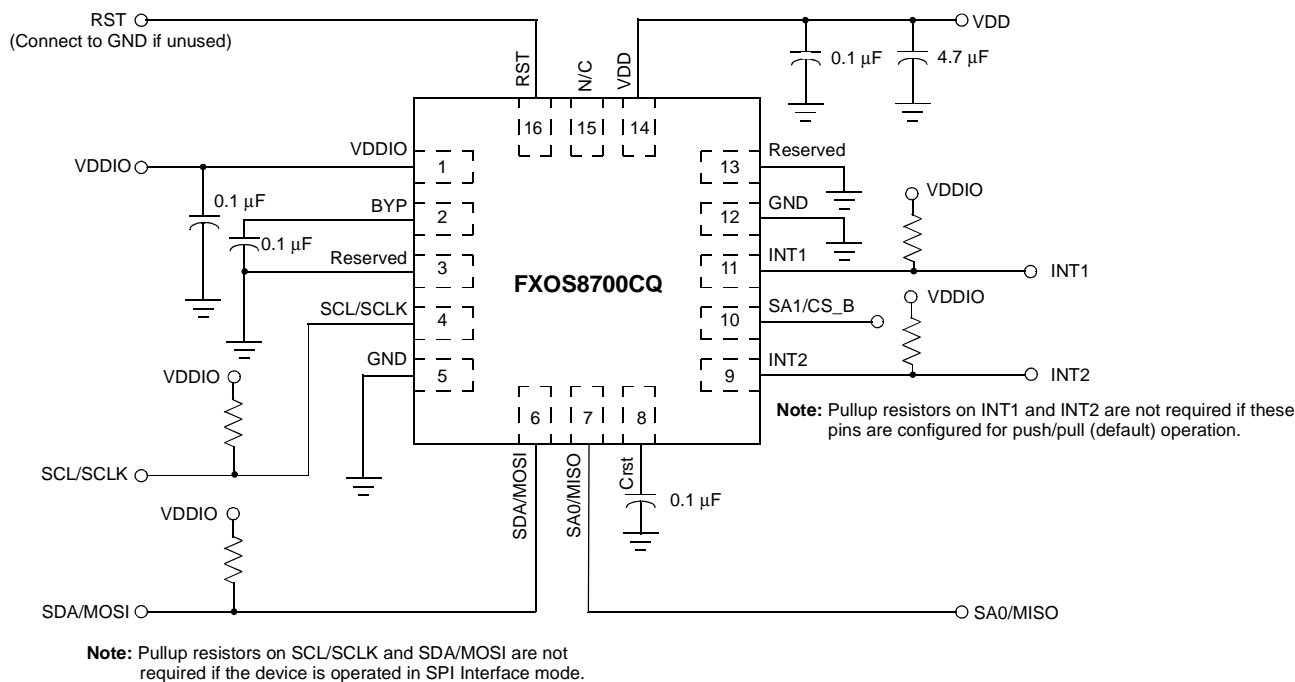 RST
(Connect to GND if unused)
VDD
0.1 μF
4.7 μF
RST
N/C
VDD
16
15
14
VDDIO
VDDIO
1
13
Reserved
0.1 μF
BYP
2
12
GND
VDDIO
0.1 μF
Reserved
3
FXOS8700CQ
11
INT1
INT1
SCL/SCLK
4
10
SA1/CS_B
VDDIO
GND
5
9
INT2
INT2
VDDIO
6
7
8
Note: Pullup resistors on INT1 and INT2 are not required if these
pins are configured for push/pull (default) operation.
SCL/SCLK
SDA/MOSI
SA0/MISO
Crst
0.1 μF
VDDIO
SDA/MOSI
SA0/MISO
Note: Pullup resistors on SCL/SCLK and SDA/MOSI are not
required if the device is operated in SPI Interface mode.